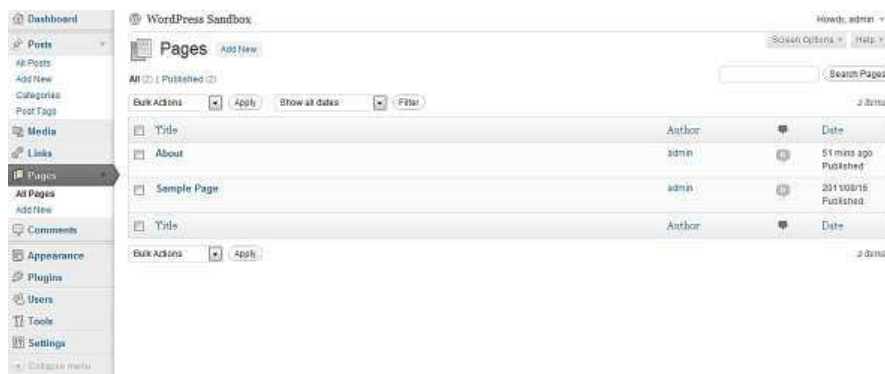 Dashboard
Posts
All Posts
Add New
Categories
Post Tags
Media
Links
Pages
All Pages
Add New
Comments
Appearance
Plugins
Users
Tools
Settings
Collapse menu
WordPress Sandbox
Howdy, admin
Screen Options Help
Pages Add New
All (2) | Published (2)
Search Pages
Bulk Actions Apply Show all dates Filter
2 items
Title Author Date
About admin 0 51 mins ago
Published
Sample Page admin 0 2011/08/16
Published
Title Author Date
Bulk Actions Apply
2 items